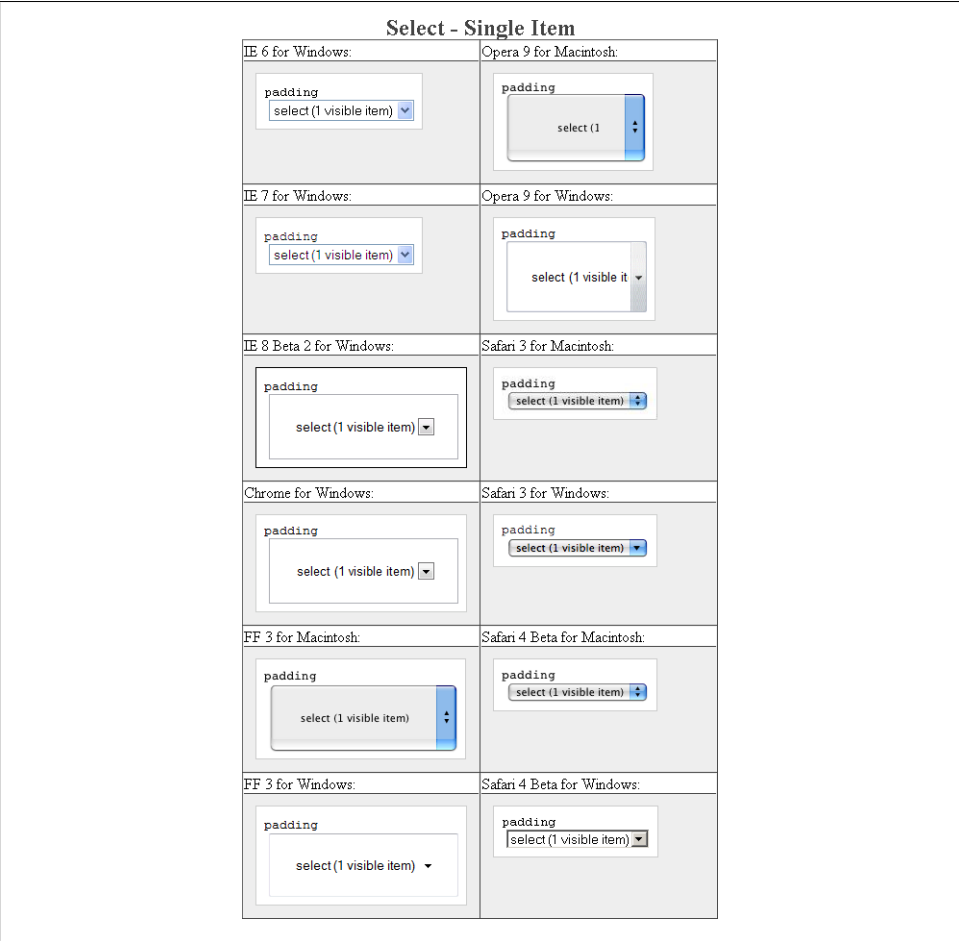 Select - Single Item
IE 6 for Windows:
Opera 9 for Macintosh:
padding
select (1 visible item)
padding
select (1
IE 7 for Windows:
Opera 9 for Windows:
padding
select (1 visible item)
padding
select (1 visible it
IE 8 Beta 2 for Windows:
Safari 3 for Macintosh:
padding
select (1 visible item)
padding
select (1 visible item)
Chrome for Windows:
Safari 3 for Windows:
padding
select (1 visible item)
padding
select (1 visible item)
FF 3 for Macintosh:
Safari 4 Beta for Macintosh:
padding
select (1 visible item)
padding
select (1 visible item)
FF 3 for Windows:
Safari 4 Beta for Windows:
padding
select (1 visible item)
padding
select (1 visible item)